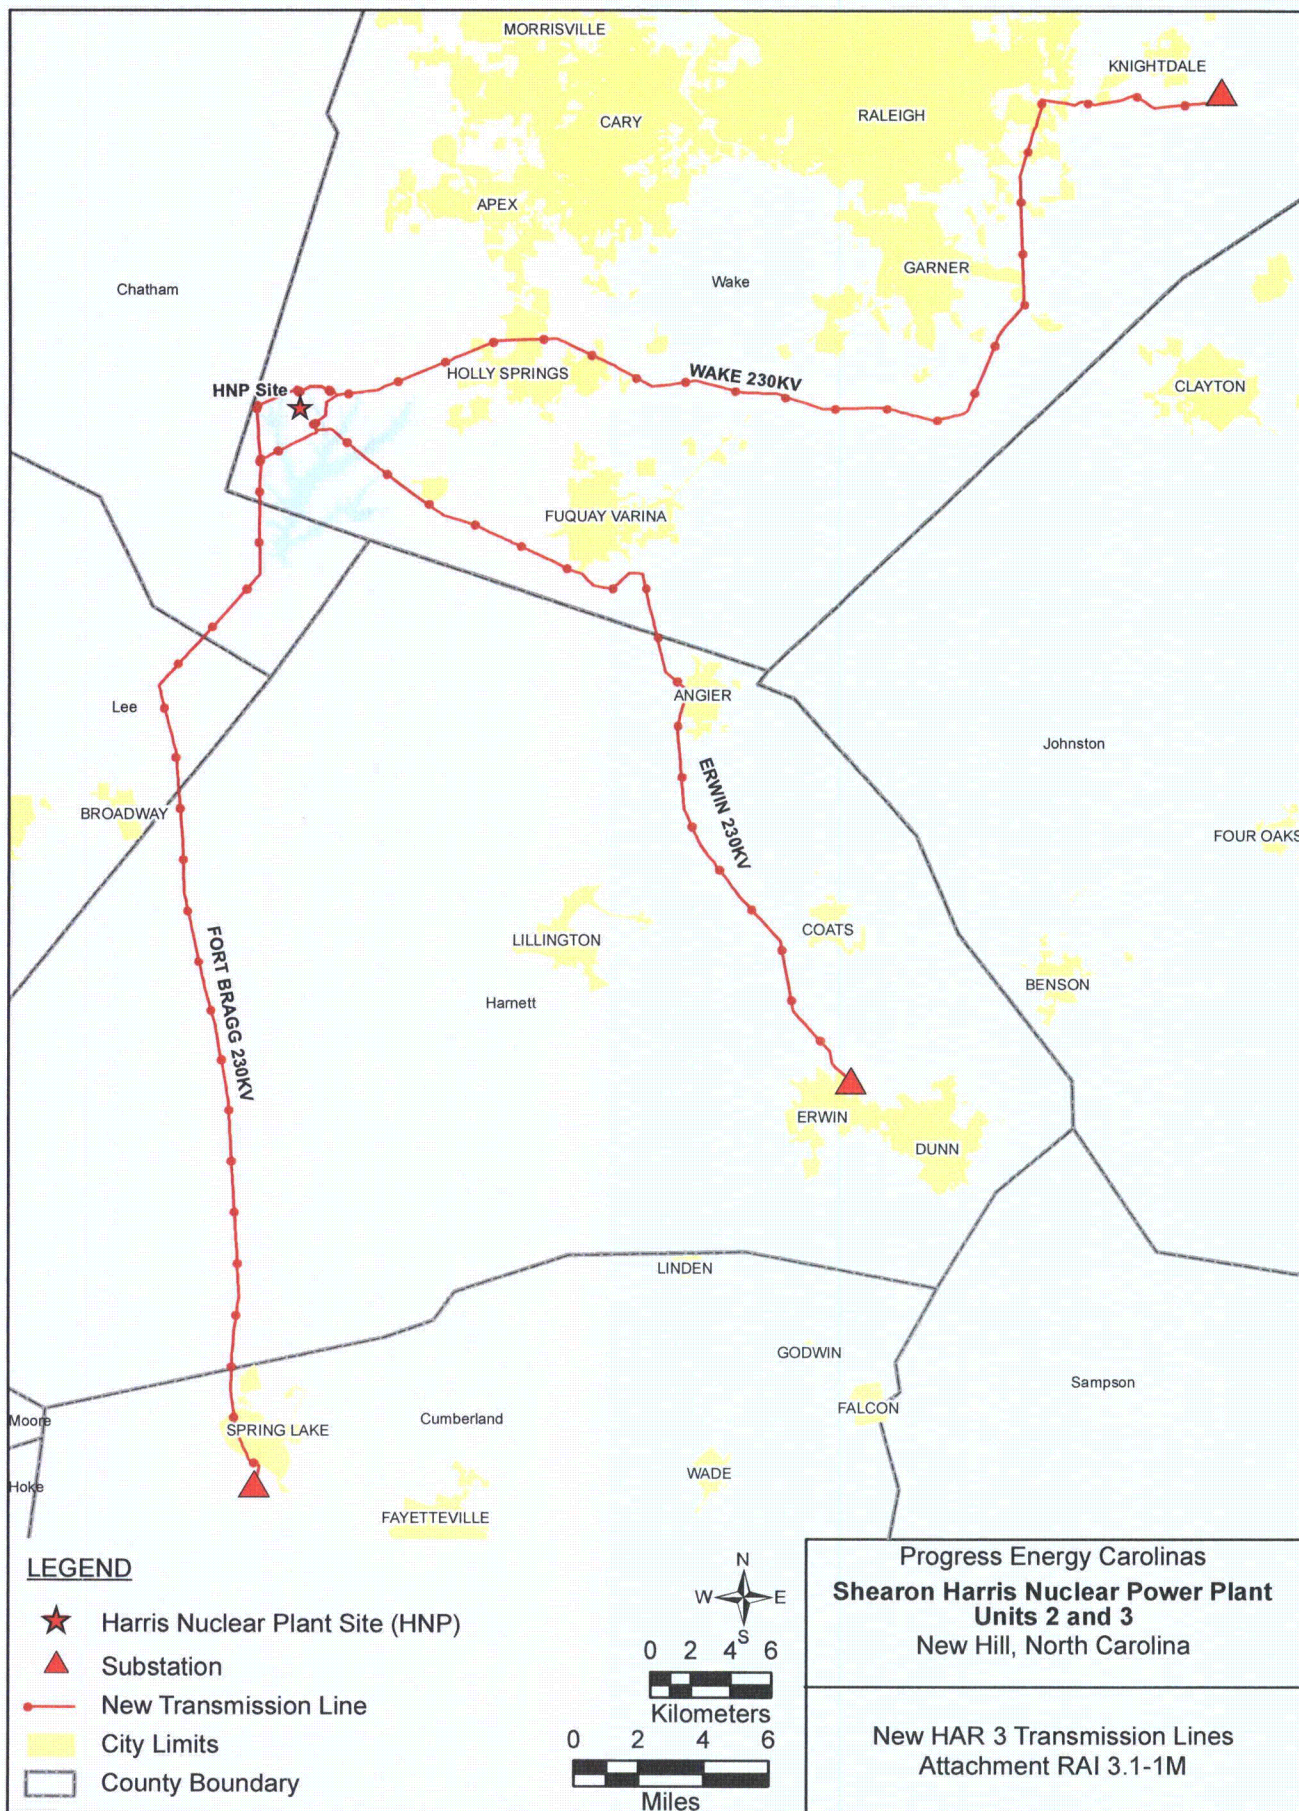 MORRISVILLE
KNIGHTDALE
CARY
RALEIGH
APEX
GARNER
Chatham
Wake
HNP Site
HOLLY SPRINGS
WAKE 230KV
CLAYTON
FUQUAY VARINA
ANGIER
Lee
Johnston
BROADWAY
ERWIN 230KV
FOUR OAKS
LILLINGTON
COATS
FORT BRAGG 230KV
BENSON
Harnett
ERWIN
DUNN
LINDEN
GODWIN
Sampson
FALCON
Moore
Cumberland
SPRING LAKE
WADE
Hoke
FAYETTEVILLE
LEGEND
Harris Nuclear Plant Site (HNP)
Substation
New Transmission Line
City Limits
County Boundary
N
W E
S
0 2 4 6
Kilometers
0 2 4 6
Miles
Progress Energy Carolinas
Shearon Harris Nuclear Power Plant
Units 2 and 3
New Hill, North Carolina
New HAR 3 Transmission Lines
Attachment RAI 3.1-1M